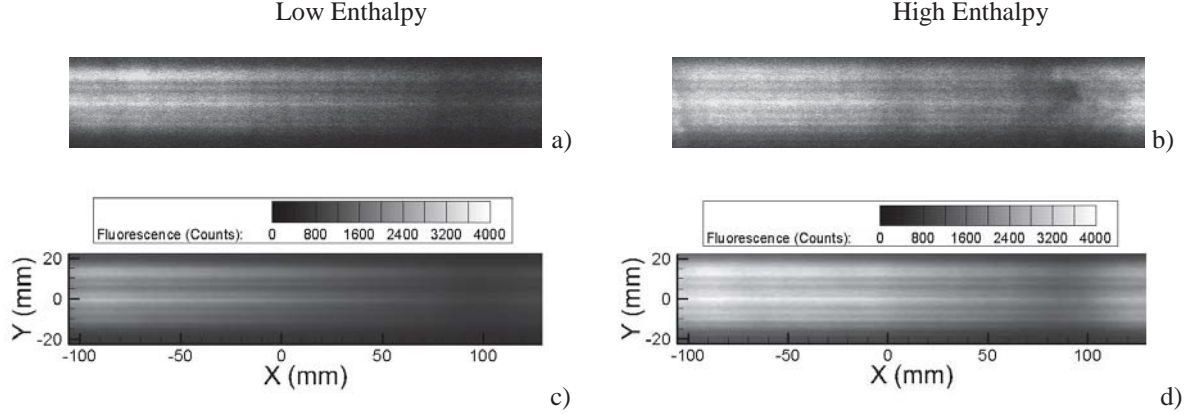 Low Enthalpy
High Enthalpy
a)
b)
Fluorescence (Counts): 0 800 1600 2400 3200 4000
Fluorescence (Counts): 0 800 1600 2400 3200 4000
Y (mm)
20
0
-20
-100 -50 0 50 100
X (mm)
c)
Y (mm)
20
0
-20
-100 -50 0 50 100
X (mm)
d)